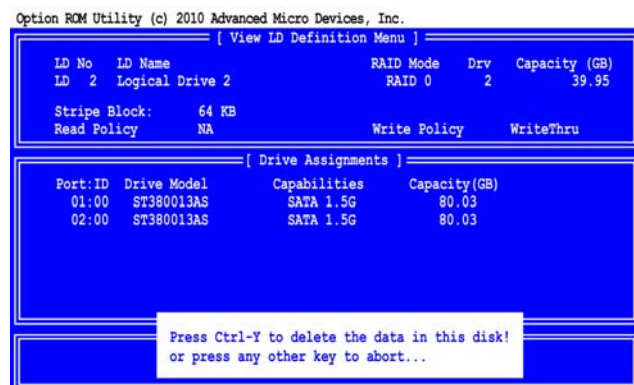 Option ROM Utility (c) 2010 Advanced Micro Devices, Inc.
[ View LD Definition Menu ]
LD No LD Name RAID Mode Drv Capacity (GB)
LD 2 Logical Drive 2 RAID 0 2 39.95
Stripe Block: 64 KB
Read Policy NA Write Policy WriteThru
[ Drive Assignments ]
Port:ID Drive Model Capabilities Capacity(GB)
01:00 ST380013AS SATA 1.5G 80.03
02:00 ST380013AS SATA 1.5G 80.03
Press Ctrl-Y to delete the data in this disk!
or press any other key to abort...